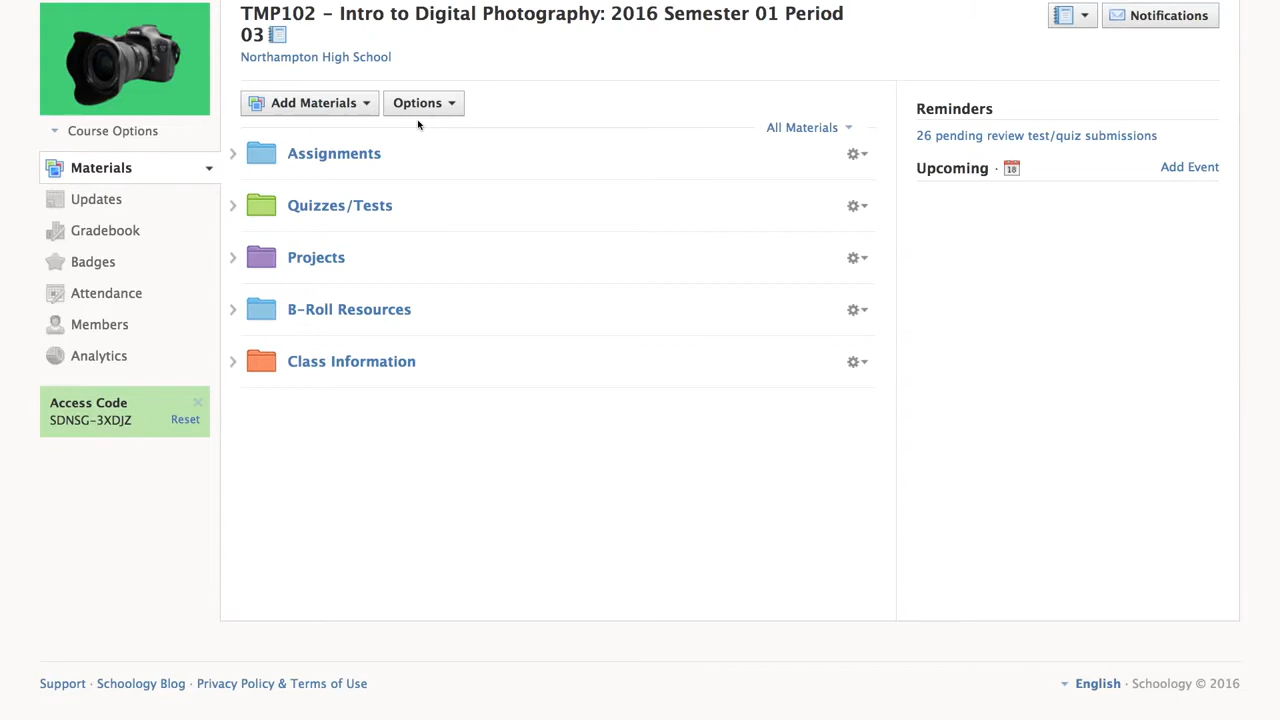 TMP102 - Intro to Digital Photography: 2016 Semester 01 Period
03
Northampton High School
Notifications
Course Options
Materials
Updates
Gradebook
Badges
Attendance
Members
Analytics
Access Code
SDNSG-3XDJZ
Reset
Add Materials
Options
All Materials
Assignments
Quizzes/Tests
Projects
B-Roll Resources
Class Information
Reminders
26 pending review test/quiz submissions
Upcoming · 18
Add Event
Support · Schoology Blog · Privacy Policy & Terms of Use
English · Schoology © 2016